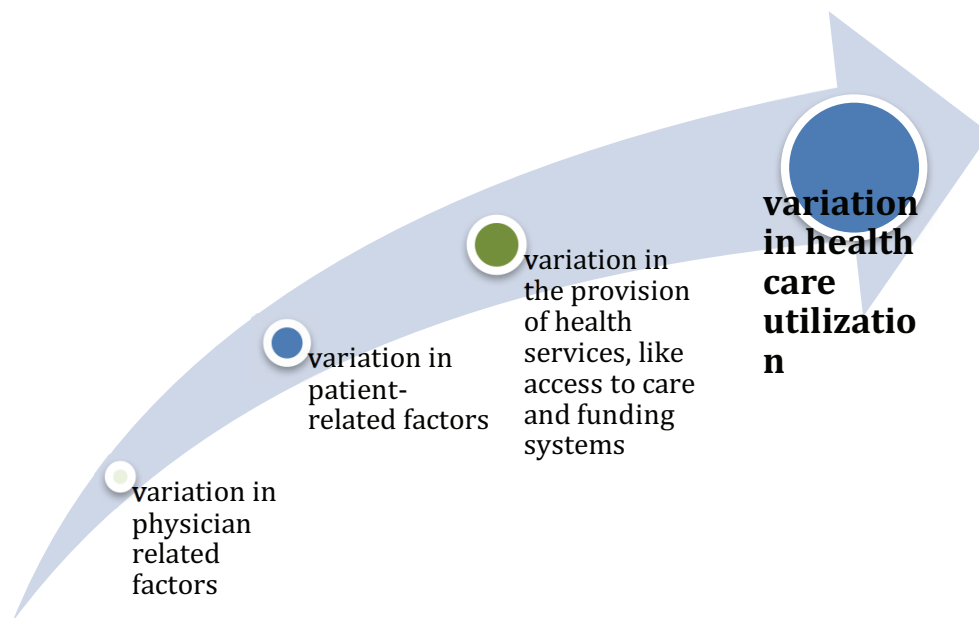 variation in
physician
related
factors
variation in
patient-
related factors
variation in
the provision
of health
services, like
access to care
and funding
systems
variation
in health
care
utilizatio
n